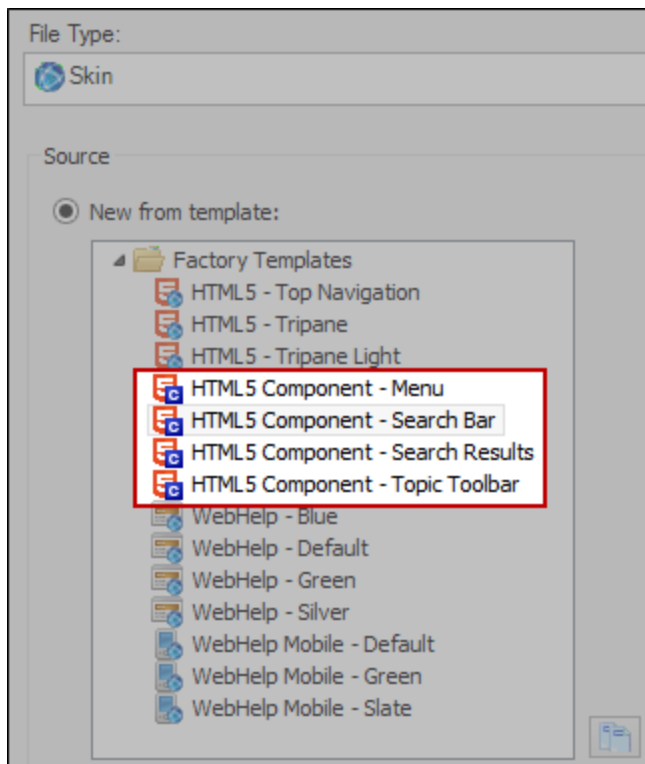 File Type:
Skin
Source
New from template:
Factory Templates
HTML5 - Top Navigation
HTML5 - Tripane
HTML5 - Tripane Light
HTML5 Component - Menu
HTML5 Component - Search Bar
HTML5 Component - Search Results
HTML5 Component - Topic Toolbar
WebHelp - Blue
WebHelp - Default
WebHelp - Green
WebHelp - Silver
WebHelp Mobile - Default
WebHelp Mobile - Green
WebHelp Mobile - Slate